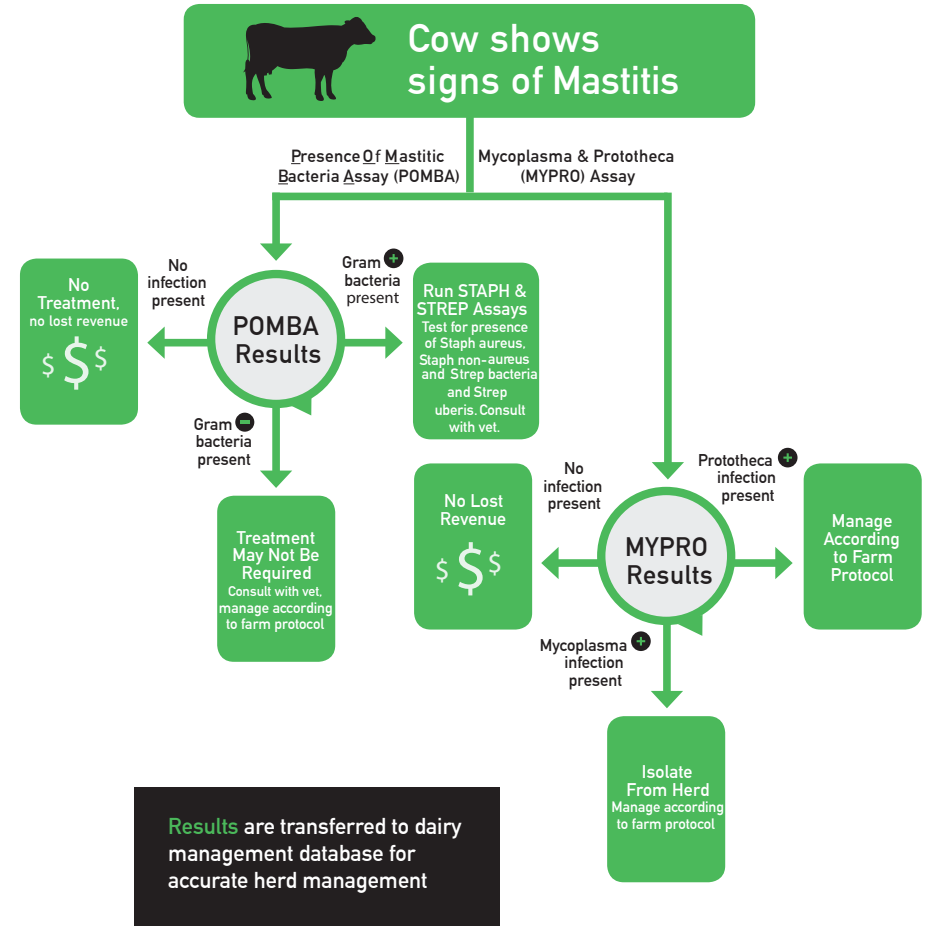 Cow shows
signs of Mastitis
Presence Of Mastitic
Bacteria Assay (POMBA)
Mycoplasma & Prototheca
(MYPRO) Assay
No
Treatment,
no lost revenue
$ $ $
No
infection
present
POMBA
Results
Gram +
bacteria
present
Run STAPH &
STREP Assays
Test for presence
of Staph aureus,
Staph non-aureus
and Strep bacteria
and Strep
uberis. Consult
with vet.
Gram -
bacteria
present
Treatment
May Not Be
Required
Consult with vet,
manage according
to farm protocol
No Lost
Revenue
$ $ $
No
infection
present
MYPRO
Results
Prototheca +
infection
present
Manage
According
to Farm
Protocol
Mycoplasma +
infection
present
Isolate
From Herd
Manage according
to farm protocol
Results are transferred to dairy
management database for
accurate herd management